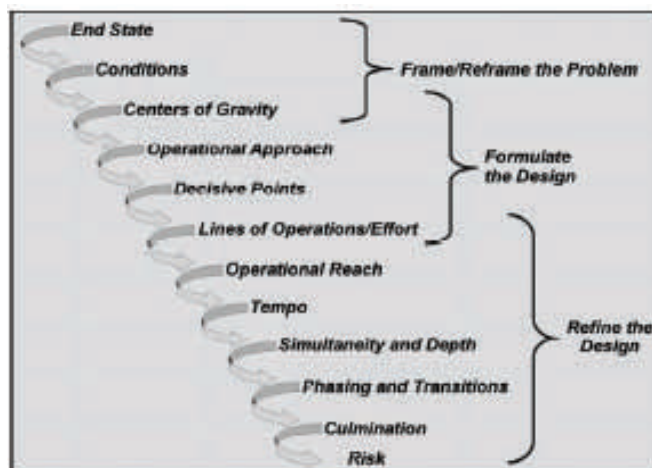 End State
Conditions
Centers of Gravity
Frame/Reframe the Problem
Operational Approach
Decisive Points
Lines of Operations/Effort
Formulate
the Design
Operational Reach
Tempo
Simultaneity and Depth
Phasing and Transitions
Culmination
Risk
Refine the
Design